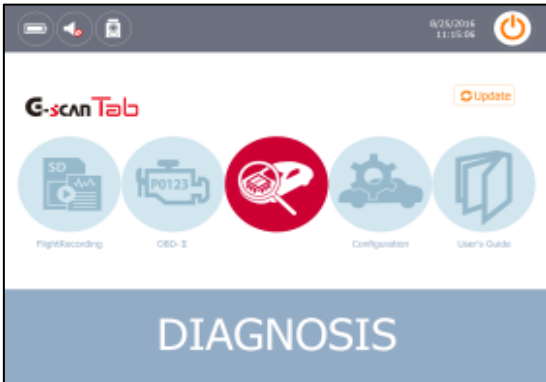 8/25/2016
11:15:06
G-scan Tab
Update
SD
P0123
FlightRecording
OBD-Ⅱ
Configuration
User's Guide
DIAGNOSIS